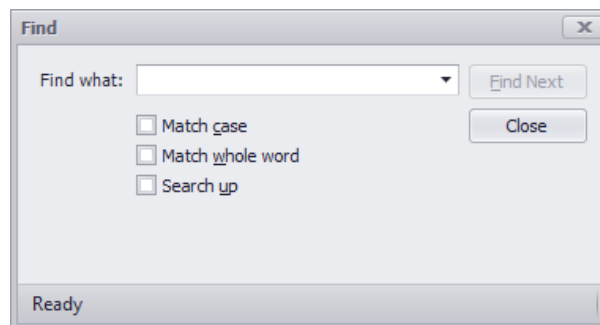 Find
Find what:
Find Next
Match case
Close
Match whole word
Search up
Ready